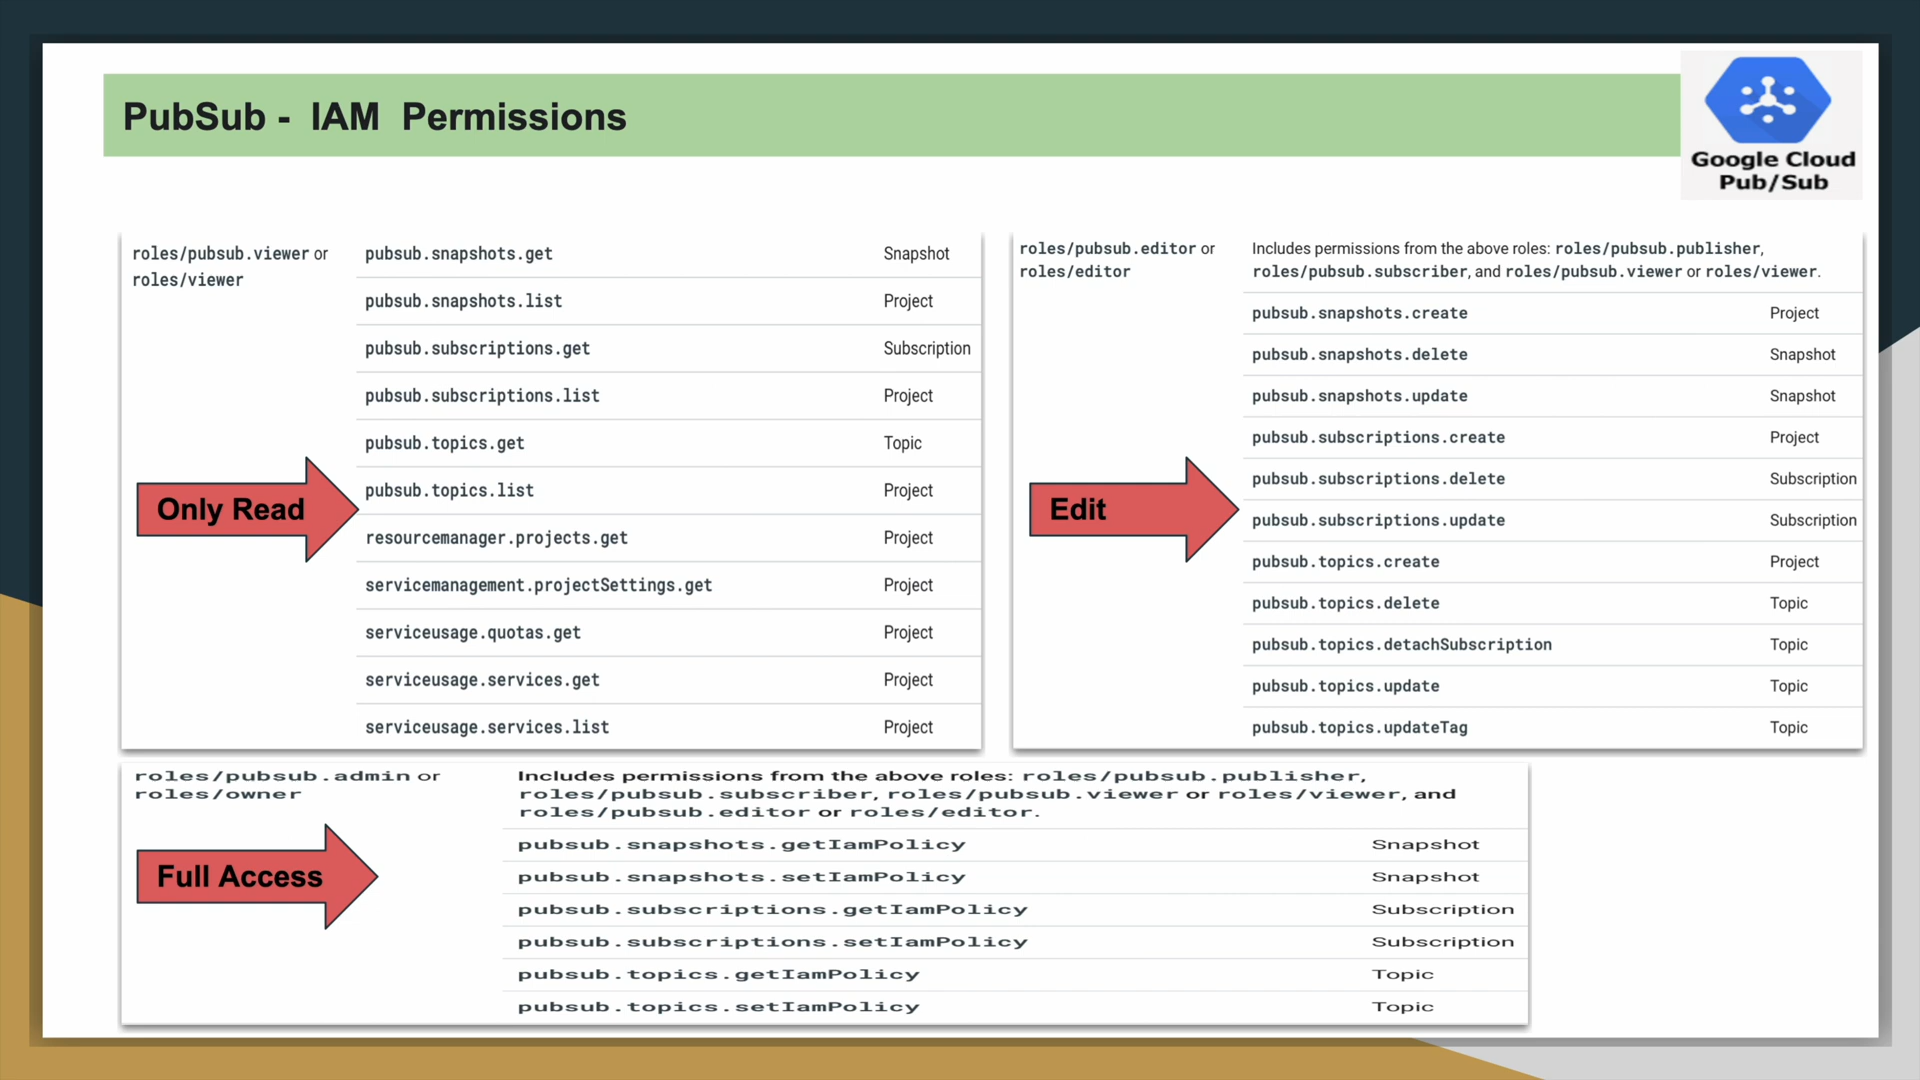 PubSub - IAM Permissions
Google Cloud
Pub/Sub
roles/pubsub.viewer or
roles/viewer
pubsub.snapshots.get Snapshot
pubsub.snapshots.list Project
pubsub.subscriptions.get Subscription
pubsub.subscriptions.list Project
pubsub.topics.get Topic
pubsub.topics.list Project
resourcemanager.projects.get Project
servicemanagement.projectSettings.get Project
serviceusage.quotas.get Project
serviceusage.services.get Project
serviceusage.services.list Project
Only Read
roles/pubsub.editor or
roles/editor
Includes permissions from the above roles: roles/pubsub.publisher,
roles/pubsub.subscriber, and roles/pubsub.viewer or roles/viewer.
pubsub.snapshots.create Project
pubsub.snapshots.delete Snapshot
pubsub.snapshots.update Snapshot
pubsub.subscriptions.create Project
pubsub.subscriptions.delete Subscription
pubsub.subscriptions.update Subscription
pubsub.topics.create Project
pubsub.topics.delete Topic
pubsub.topics.detachSubscription Topic
pubsub.topics.update Topic
pubsub.topics.updateTag Topic
Edit
roles/pubsub.admin or
roles/owner
Includes permissions from the above roles: roles/pubsub.publisher,
roles/pubsub.subscriber, roles/pubsub.viewer or roles/viewer, and
roles/pubsub.editor or roles/editor.
pubsub.snapshots.getIamPolicy Snapshot
pubsub.snapshots.setIamPolicy Snapshot
pubsub.subscriptions.getIamPolicy Subscription
pubsub.subscriptions.setIamPolicy Subscription
pubsub.topics.getIamPolicy Topic
pubsub.topics.setIamPolicy Topic
Full Access